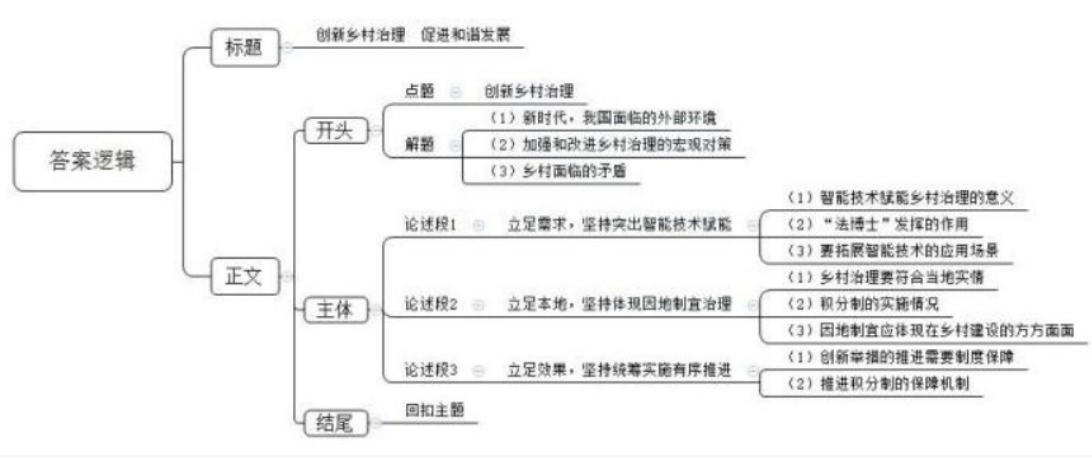 答案逻辑
标题
创新乡村治理 促进和谐发展
正文
开头
点题
创新乡村治理
解题
（1）新时代，我国面临的外部环境
（2）加强和改进乡村治理的宏观对策
（3）乡村面临的矛盾
主体
论述段1
立足需求，坚持突出智能技术赋能
（1）智能技术赋能乡村治理的意义
（2）“法博士”发挥的作用
（3）要拓展智能技术的应用场景
论述段2
立足本地，坚持体现因地制宜治理
（1）乡村治理要符合当地实情
（2）积分制的实施情况
（3）因地制宜应体现在乡村建设的方方面面
论述段3
立足效果，坚持统筹实施有序推进
（1）创新举措的推进需要制度保障
（2）推进积分制的保障机制
结尾
回扣主题